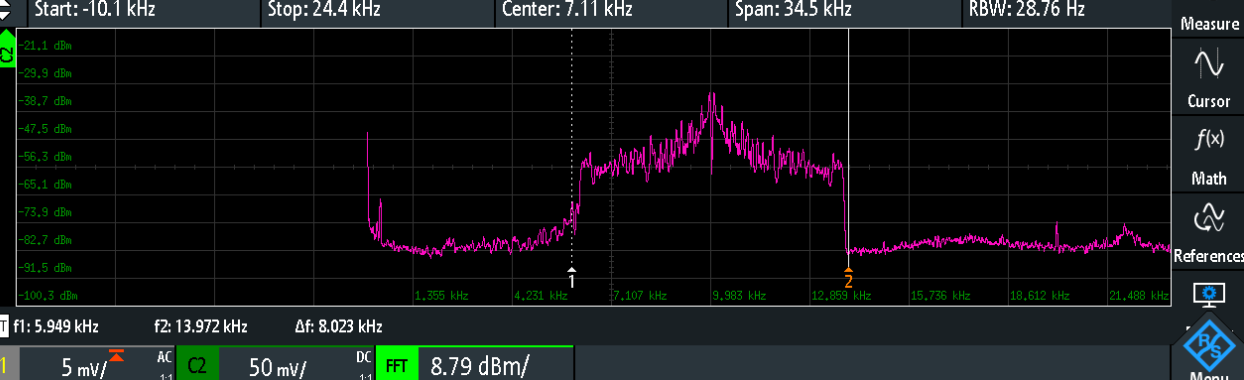 Start: -10.1 kHz Stop: 24.4 kHz Center: 7.11 kHz Span: 34.5 kHz RBW: 28.76 Hz
Measure
C2
-21.1 dBm
-29.9 dBm
-38.7 dBm
-47.5 dBm
-56.3 dBm
-65.1 dBm
-73.9 dBm
-82.7 dBm
-91.5 dBm
-100.3 dBm
1
2
1,355 kHz 4,231 kHz 7,107 kHz 9,983 kHz 12,859 kHz 15,736 kHz 18,612 kHz 21,488 kHz
Cursor
f(x)
Math
References
f1: 5.949 kHz f2: 13.972 kHz Δf: 8.023 kHz
1 5 mV/ AC 1:1 C2 50 mV/ DC 1:1 FFT 8.79 dBm/
R&S
Menu